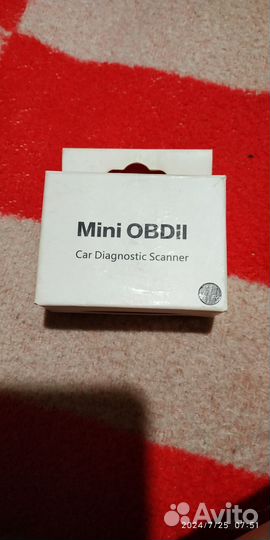 Mini OBDII
Car Diagnostic Scanner
2024/7/25 07:51
Avito